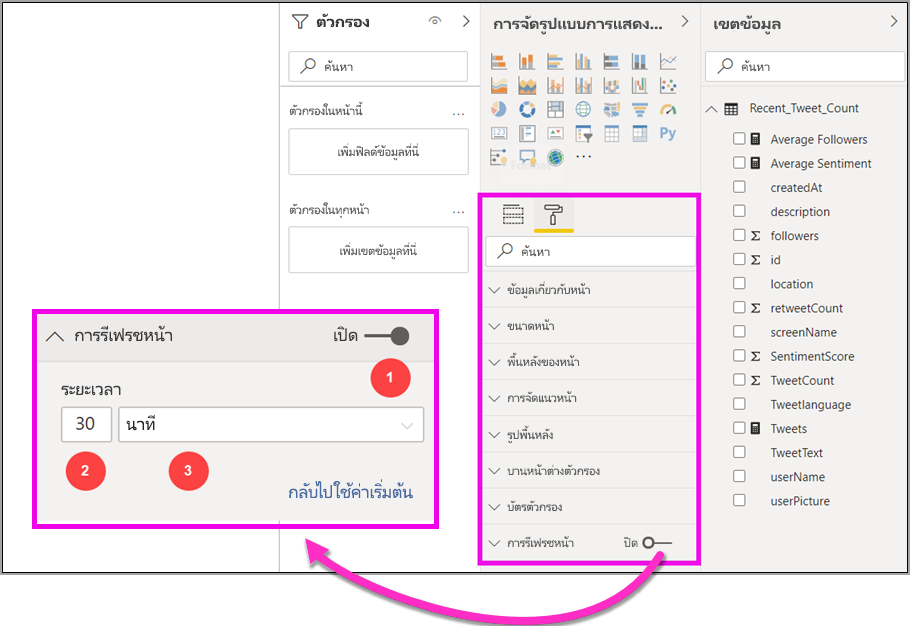 ตัวกรอง
ค้นหา
ตัวกรองในหน้านี้
เพิ่มฟิลด์ข้อมูลที่นี่
ตัวกรองในทุกหน้า
เพิ่มเขตข้อมูลที่นี่
การรีเฟรชหน้า
เปิด
1
ระยะเวลา
30 นาที
2
3
กลับไปใช้ค่าเริ่มต้น
การจัดรูปแบบการแสดง...
123
Py
Format
ค้นหา
ข้อมูลเกี่ยวกับหน้า
ขนาดหน้า
พื้นหลังของหน้า
การจัดแนวหน้า
รูปพื้นหลัง
บานหน้าต่างตัวกรอง
บัตรตัวกรอง
การรีเฟรชหน้า ปิด
เขตข้อมูล
ค้นหา
Recent_Tweet_Count
Average Followers
Average Sentiment
createdAt
description
Σ followers
Σ id
location
Σ retweetCount
screenName
Σ SentimentScore
Σ TweetCount
Tweetlanguage
Tweets
TweetText
userName
userPicture